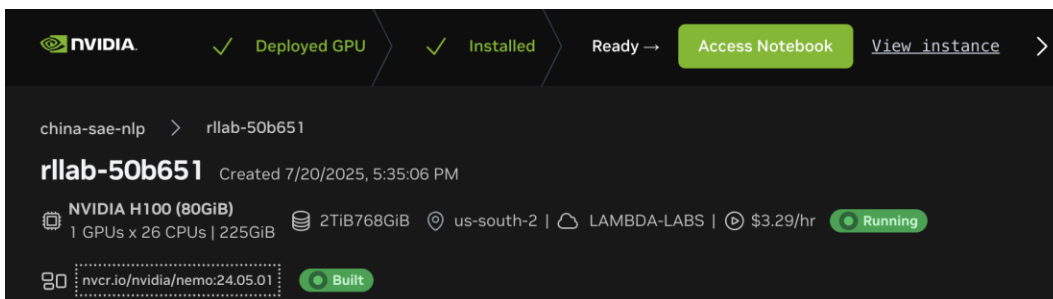 NVIDIA. Deployed GPU Installed Ready → Access Notebook View instance
china-sae-nlp > rllab-50b651
rllab-50b651 Created 7/20/2025, 5:35:06 PM
NVIDIA H100 (80GiB)
1 GPUs x 26 CPUs | 225GiB
2TiB768GiB us-south-2 | LAMBDA-LABS | $3.29/hr Running
nvcr.io/nvidia/nemo:24.05.01 Built